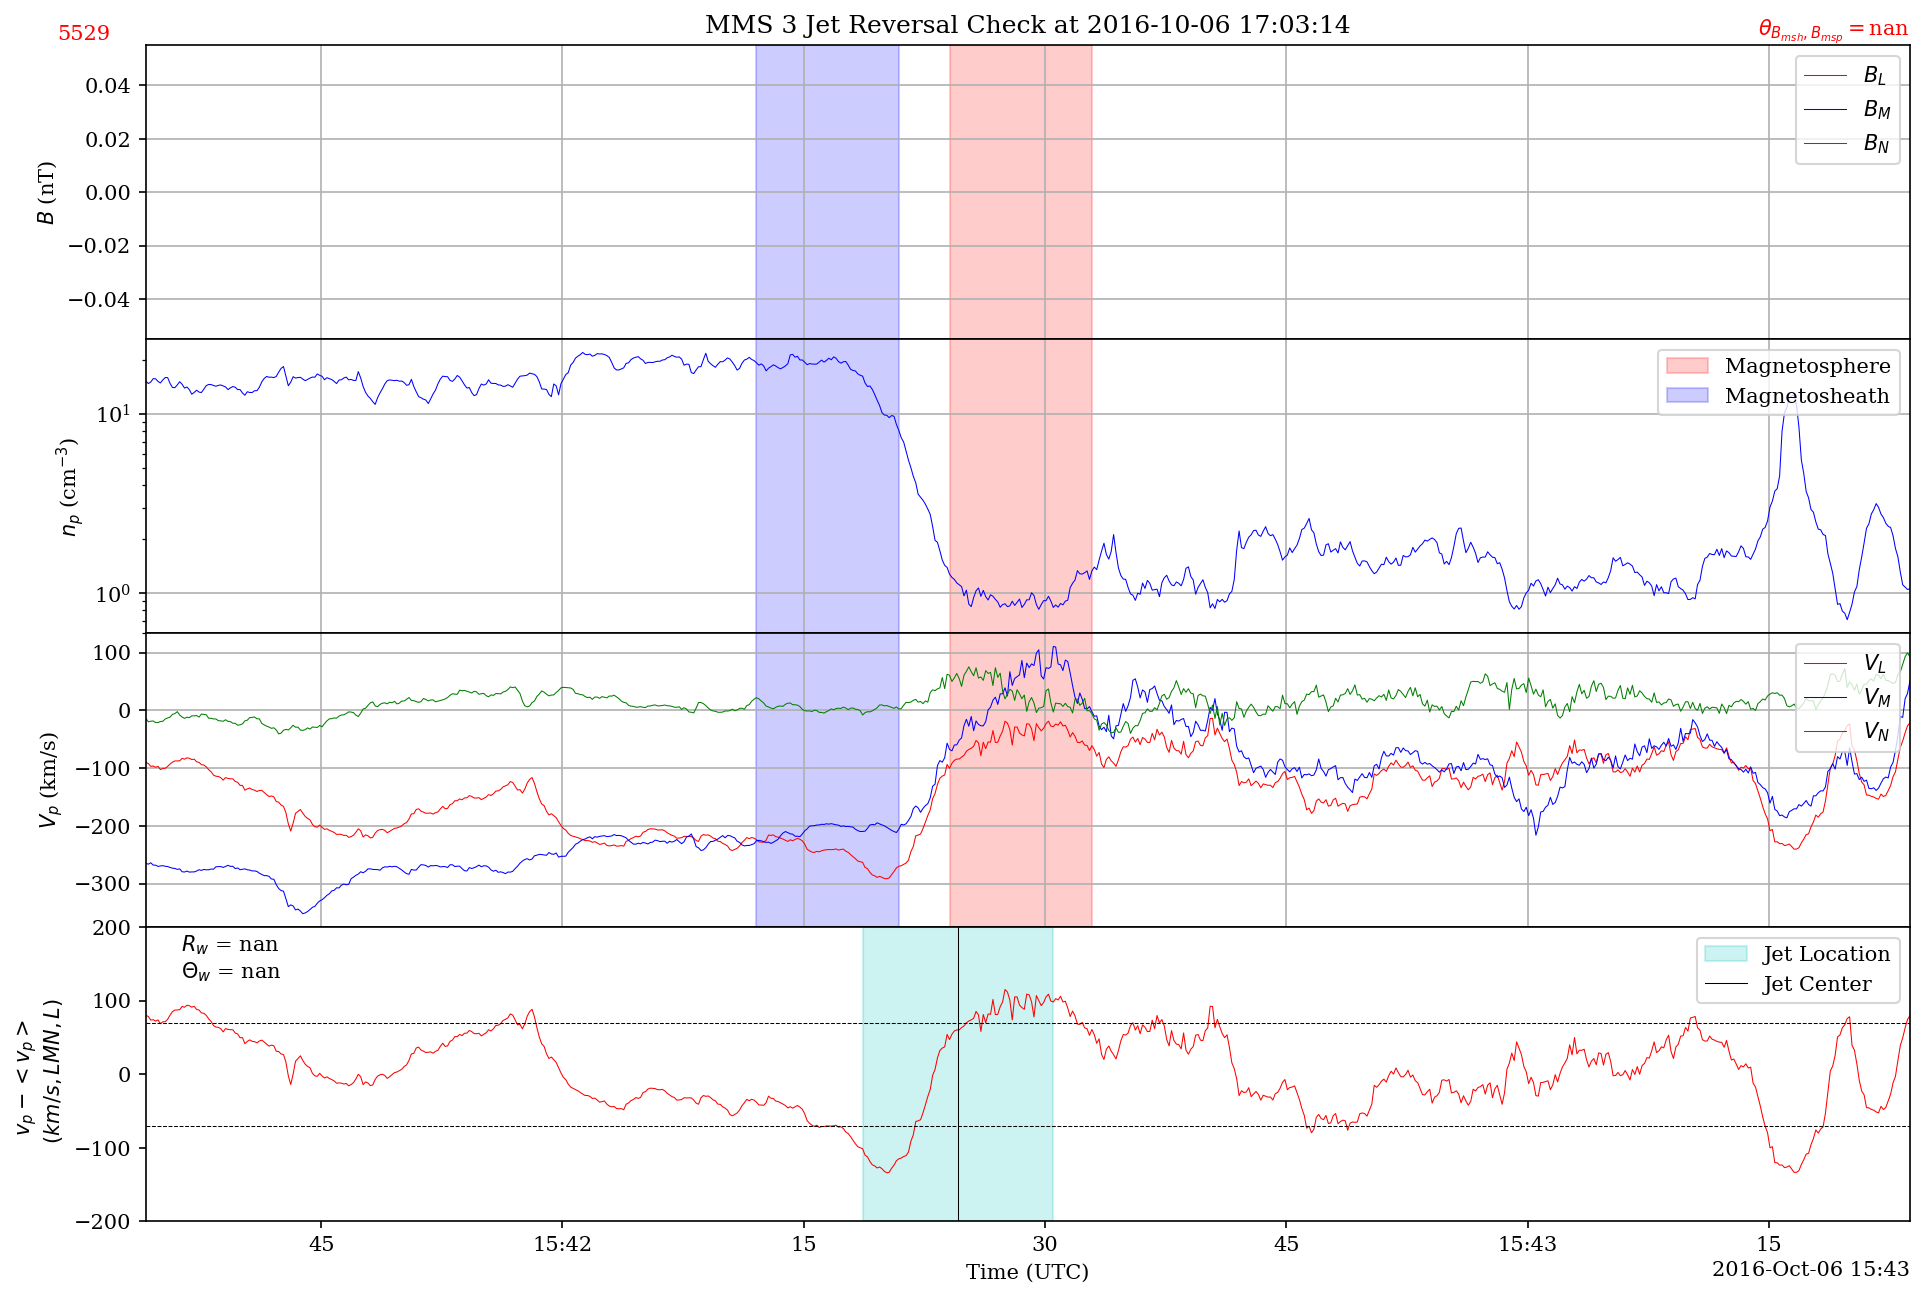 5529
MMS 3 Jet Reversal Check at 2016-10-06 17:03:14
θ_{B_{msh}, B_{msp}} = nan
0.04
0.02
0.00
−0.02
−0.04
B (nT)
B_L
B_M
B_N
10^1
10^0
n_p (cm^{−3})
Magnetosphere
Magnetosheath
100
0
−100
−200
−300
V_p (km/s)
V_L
V_M
V_N
200
100
0
−100
−200
v_p − < v_p >
(km/s, LMN, L)
R_w = nan
Θ_w = nan
Jet Location
Jet Center
45
15:42
15
30
45
15:43
15
Time (UTC)
2016-Oct-06 15:43